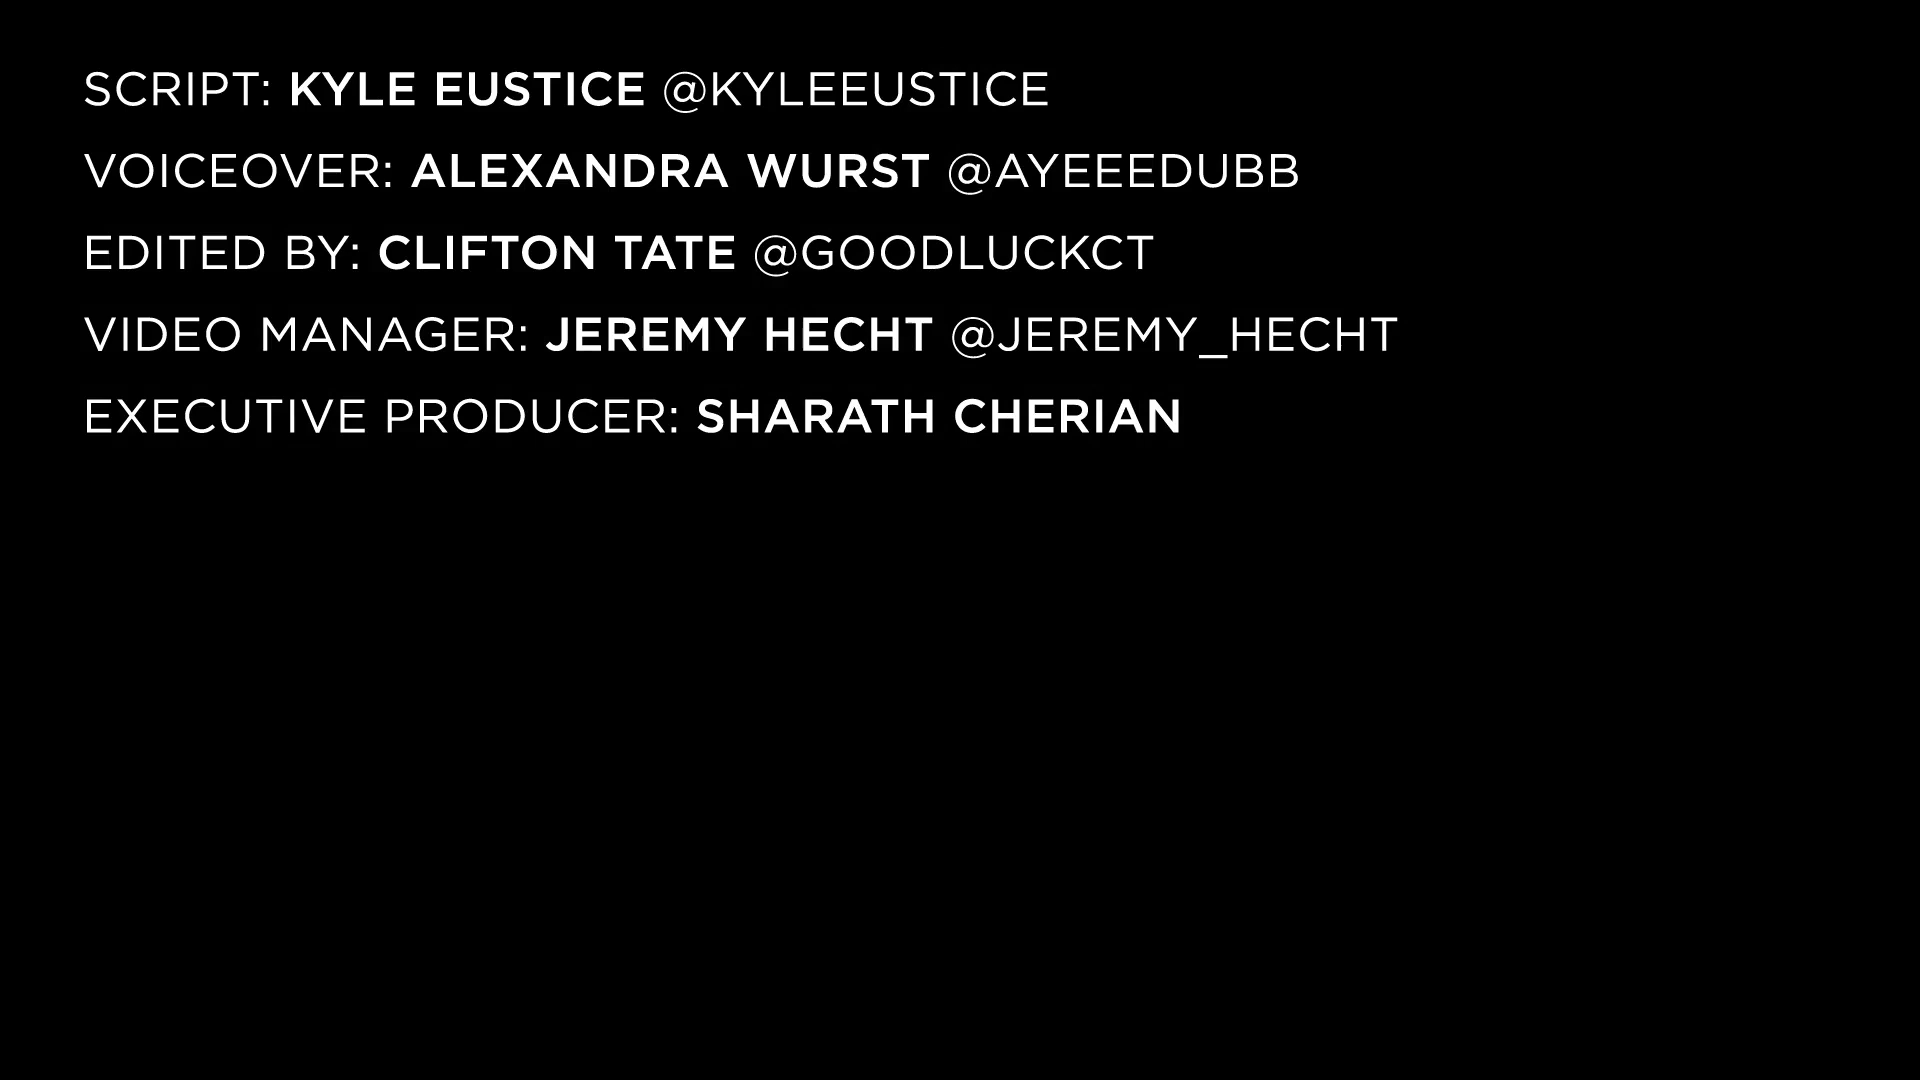 SCRIPT: KYLE EUSTICE @KYLEEUSTICE
VOICEOVER: ALEXANDRA WURST @AYEEEDUBB
EDITED BY: CLIFTON TATE @GOODLUCKCT
VIDEO MANAGER: JEREMY HECHT @JEREMY_HECHT
EXECUTIVE PRODUCER: SHARATH CHERIAN